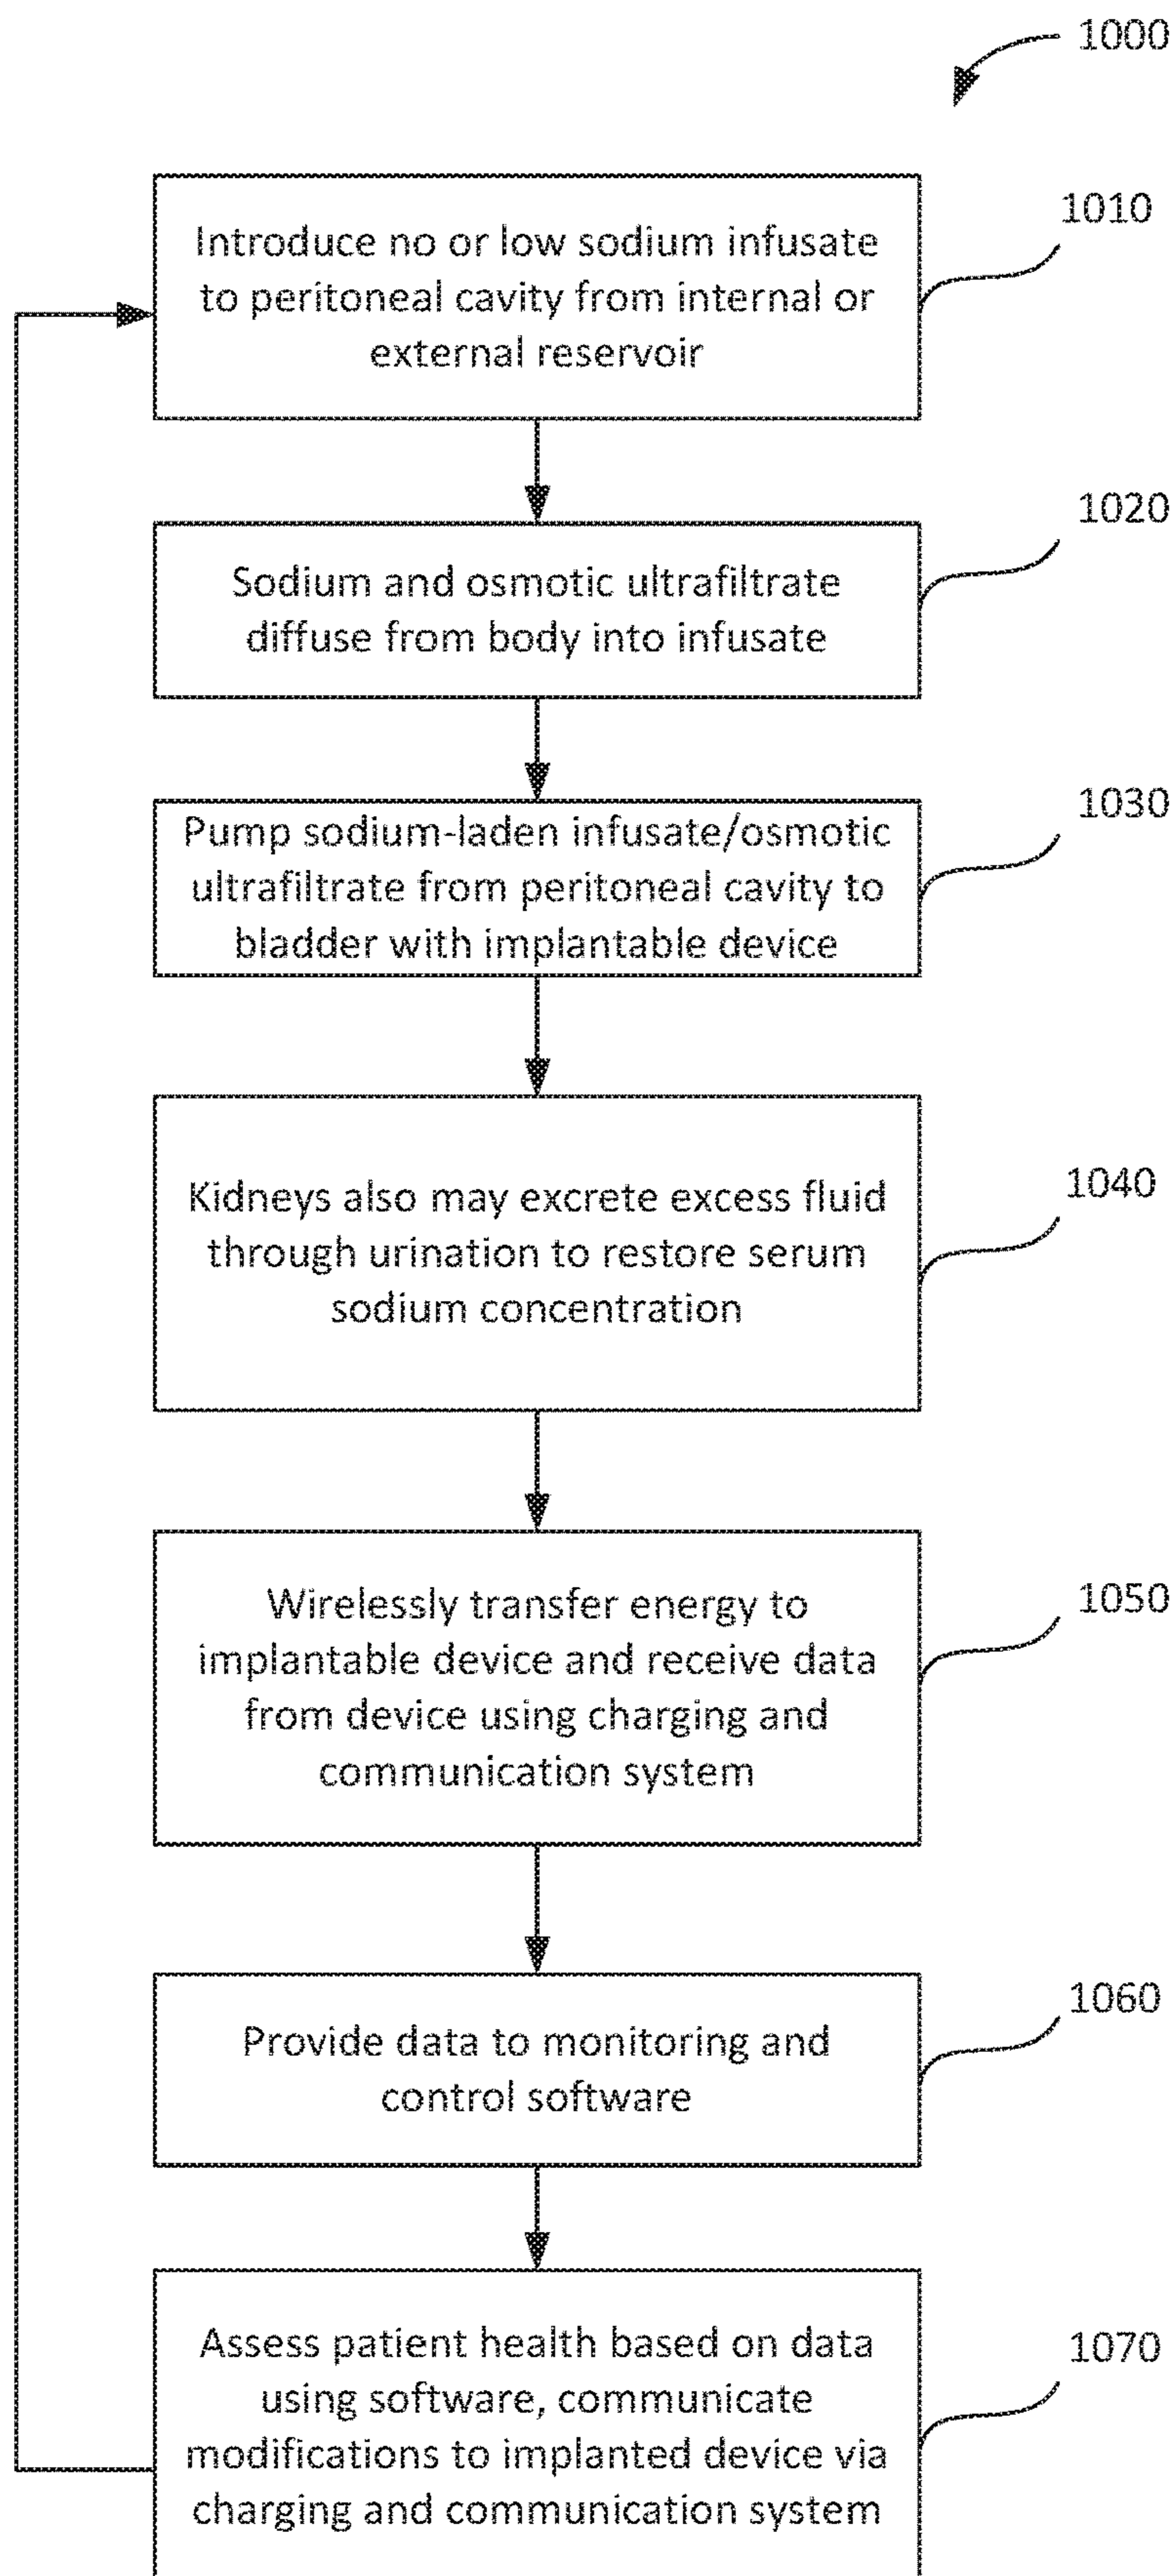 1000
1010
Introduce no or low sodium infusate
to peritoneal cavity from internal or
external reservoir
1020
Sodium and osmotic ultrafiltrate
diffuse from body into infusate
1030
Pump sodium-laden infusate/osmotic
ultrafiltrate from peritoneal cavity to
bladder with implantable device
1040
Kidneys also may excrete excess fluid
through urination to restore serum
sodium concentration
1050
Wirelessly transfer energy to
implantable device and receive data
from device using charging and
communication system
1060
Provide data to monitoring and
control software
1070
Assess patient health based on data
using software, communicate
modifications to implanted device via
charging and communication system